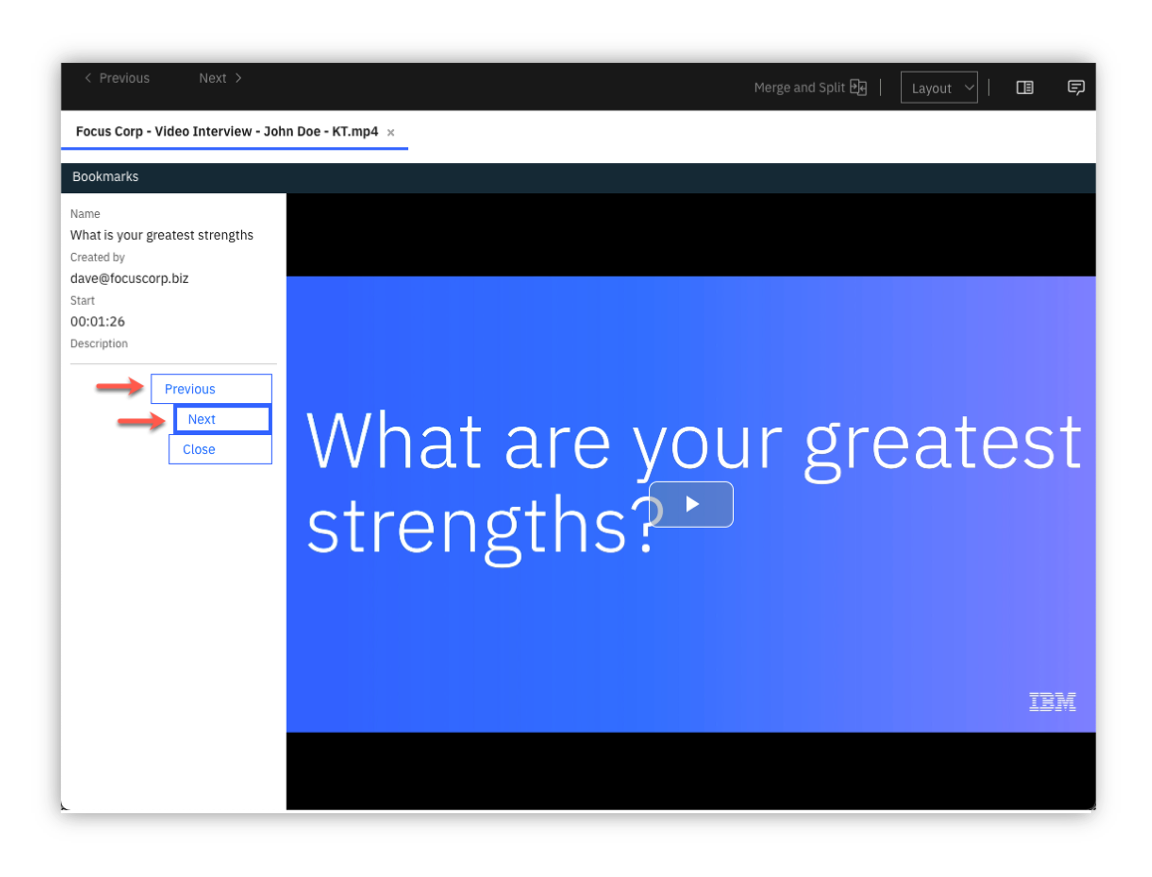 Previous Next Merge and Split Layout
Focus Corp - Video Interview - John Doe - KT.mp4 ×
Bookmarks
Name
What is your greatest strengths
Created by
dave@focuscorp.biz
Start
00:01:26
Description
Previous
Next
Close
What are your greatest
strengths?
IBM